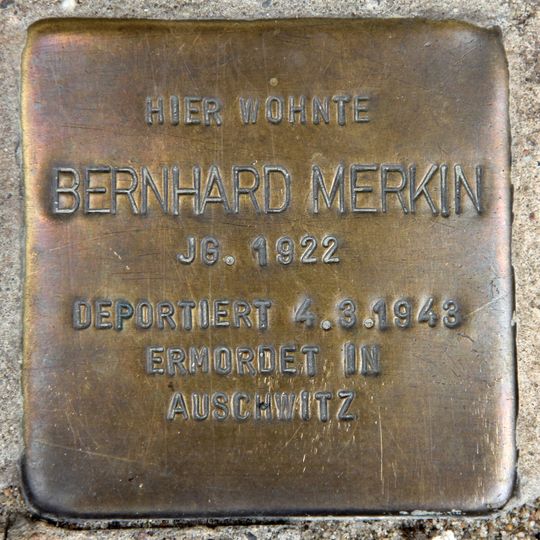 HIER WOHNTE
BERNHARD MERKIN
JG. 1922
DEPORTIERT 4.3.1943
ERMORDET IN
AUSCHWITZ